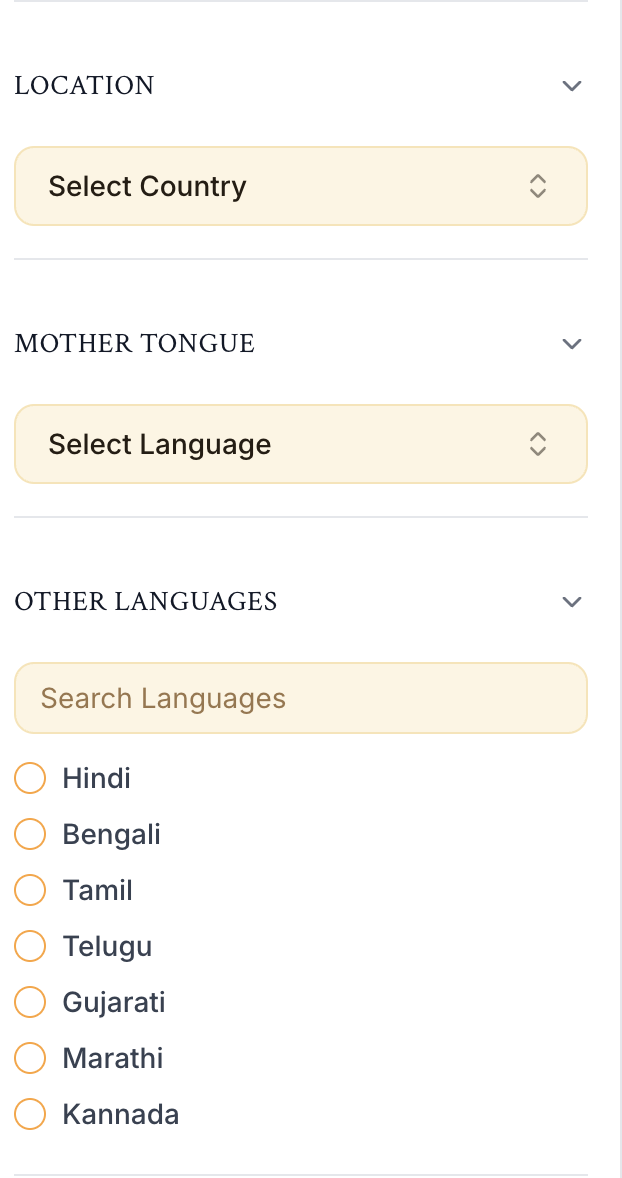 LOCATION
Select Country
MOTHER TONGUE
Select Language
OTHER LANGUAGES
Search Languages
Hindi
Bengali
Tamil
Telugu
Gujarati
Marathi
Kannada